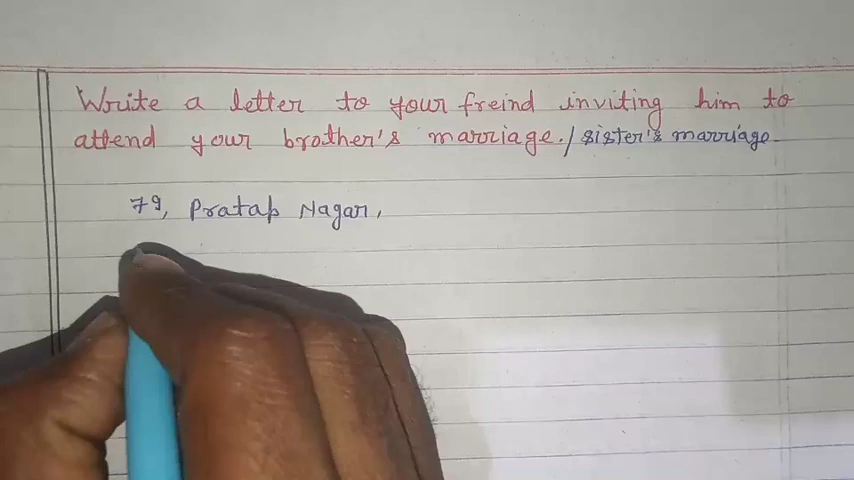 Write a letter to your freind inviting him to
attend your brother's marriage./sister's marriage
79, Pratap Nagar,